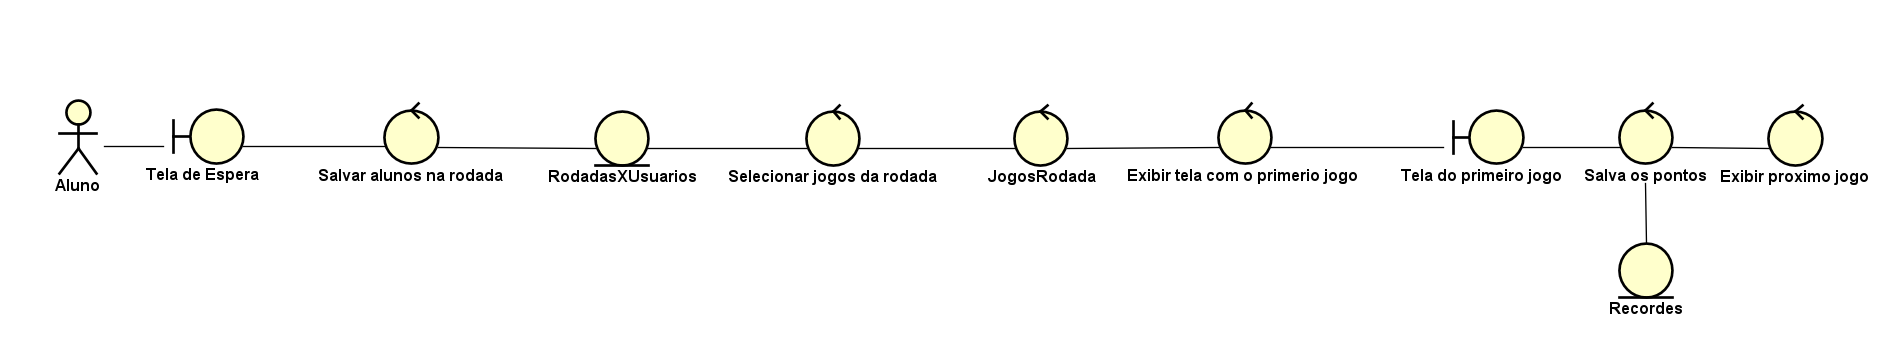 Aluno
Tela de Espera
Salvar alunos na rodada
RodadasXUsuarios
Selecionar jogos da rodada
JogosRodada
Exibir tela com o primerio jogo
Tela do primeiro jogo
Salva os pontos
Exibir proximo jogo
Recordes